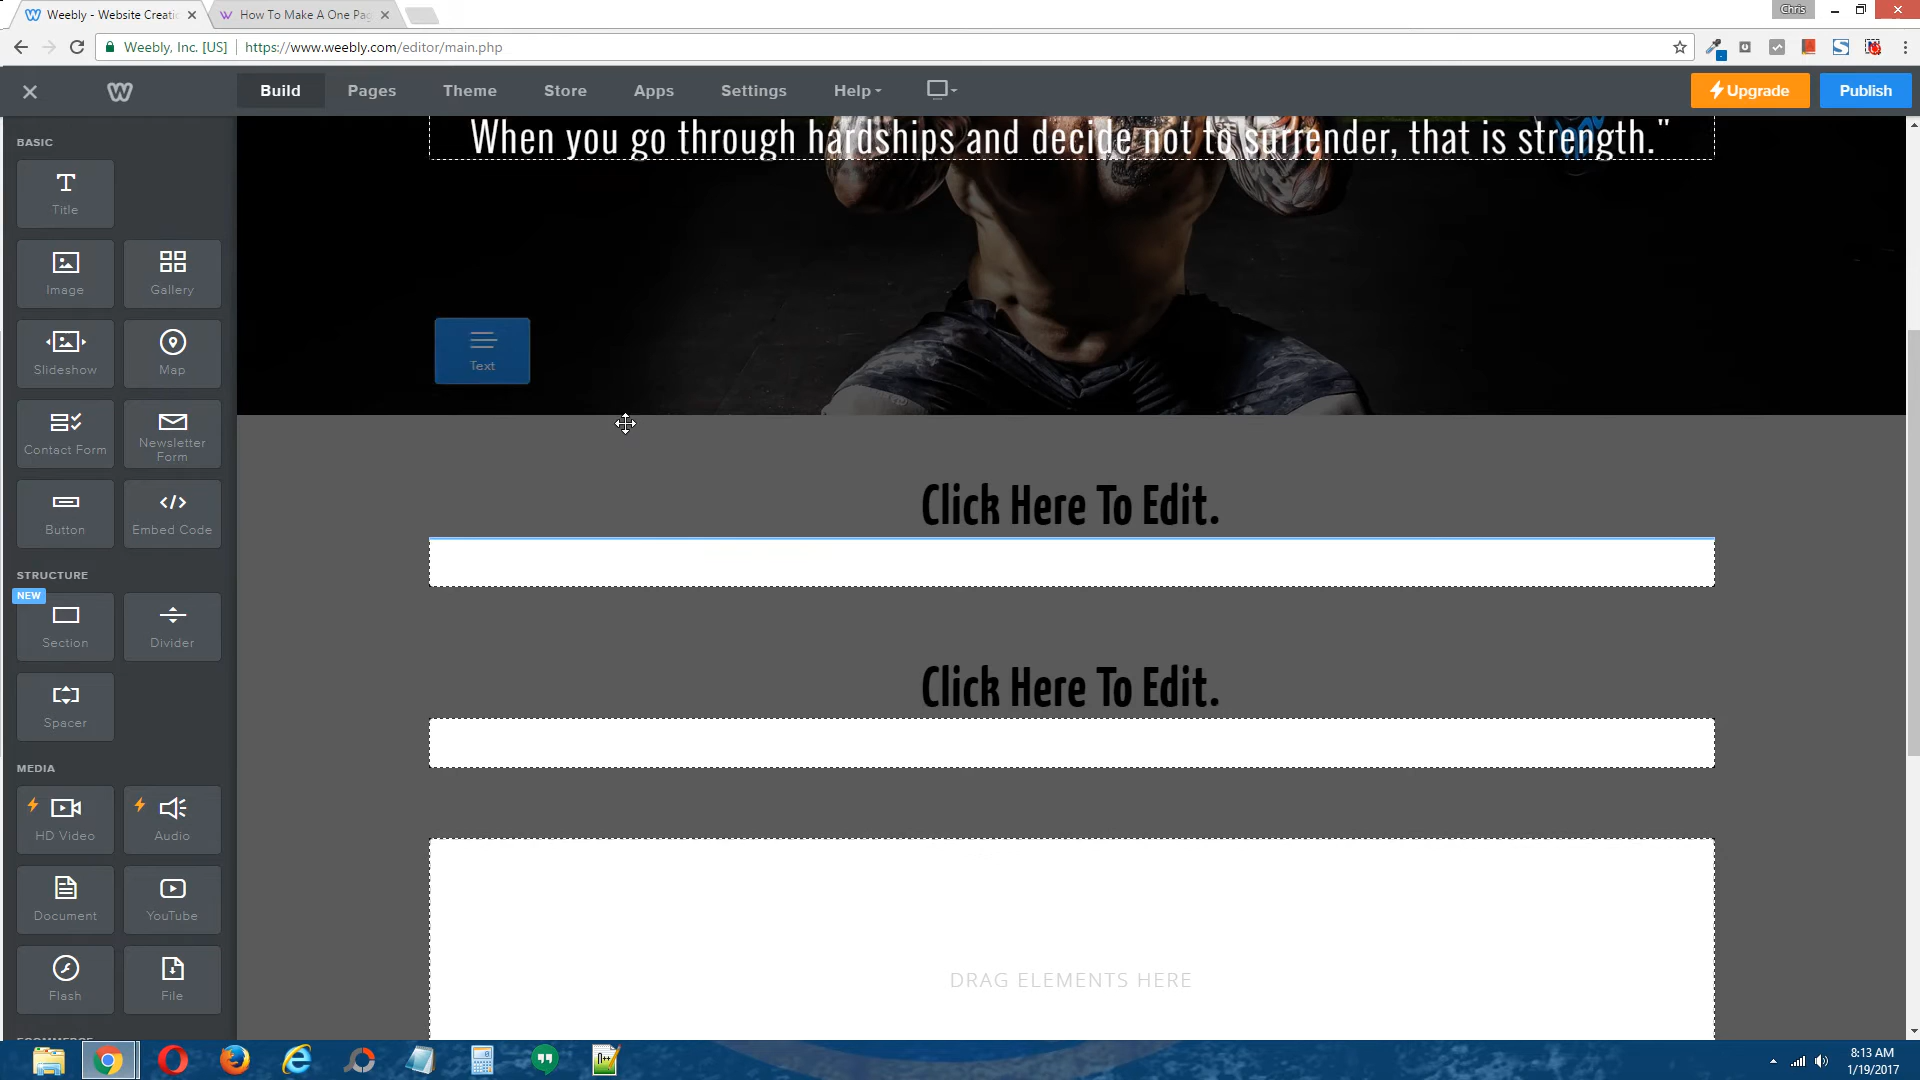 Weebly - Website Creatic
How To Make A One Pag
Chris
Weebly, Inc. [US]
https://www.weebly.com/editor/main.php
Build
Pages
Theme
Store
Apps
Settings
Help
Upgrade
Publish
BASIC
Title
Image
Gallery
Slideshow
Map
Contact Form
Newsletter
Form
Button
Embed Code
STRUCTURE
NEW
Section
Divider
Spacer
MEDIA
HD Video
Audio
Document
YouTube
Flash
File
When you go through hardships and decide not to surrender, that is strength."
Text
Click Here To Edit.
Click Here To Edit.
DRAG ELEMENTS HERE
8:13 AM
1/19/2017